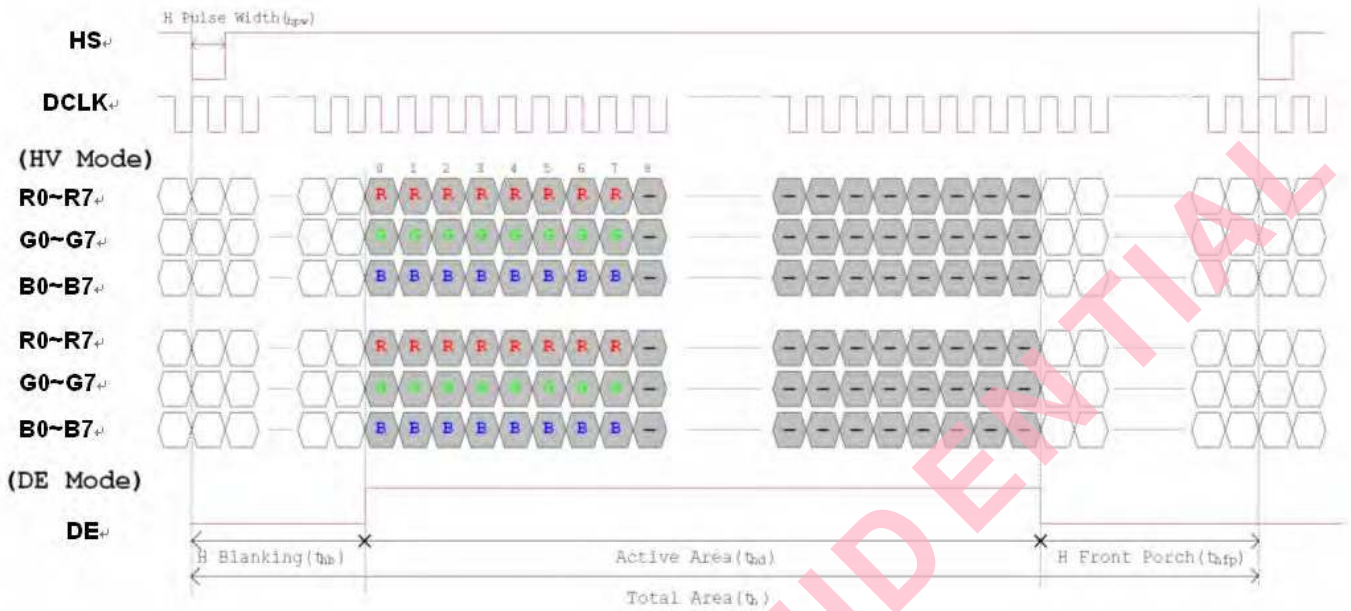 H Pulse Width(thpw)
HS
DCLK
(HV Mode)
0 1 2 3 4 5 6 7 8
R0~R7 R R R R R R R R – – – – – – – – –
G0~G7 G G G G G G G G – – – – – – – – –
B0~B7 B B B B B B B B – – – – – – – – –
R0~R7 R R R R R R R R – – – – – – – – –
G0~G7 G G G G G G G G – – – – – – – – –
B0~B7 B B B B B B B B – – – – – – – – –
(DE Mode)
DE
H Blanking(thb) Active Area(thd) H Front Porch(thfp)
Total Area(th)
UDENTIAL